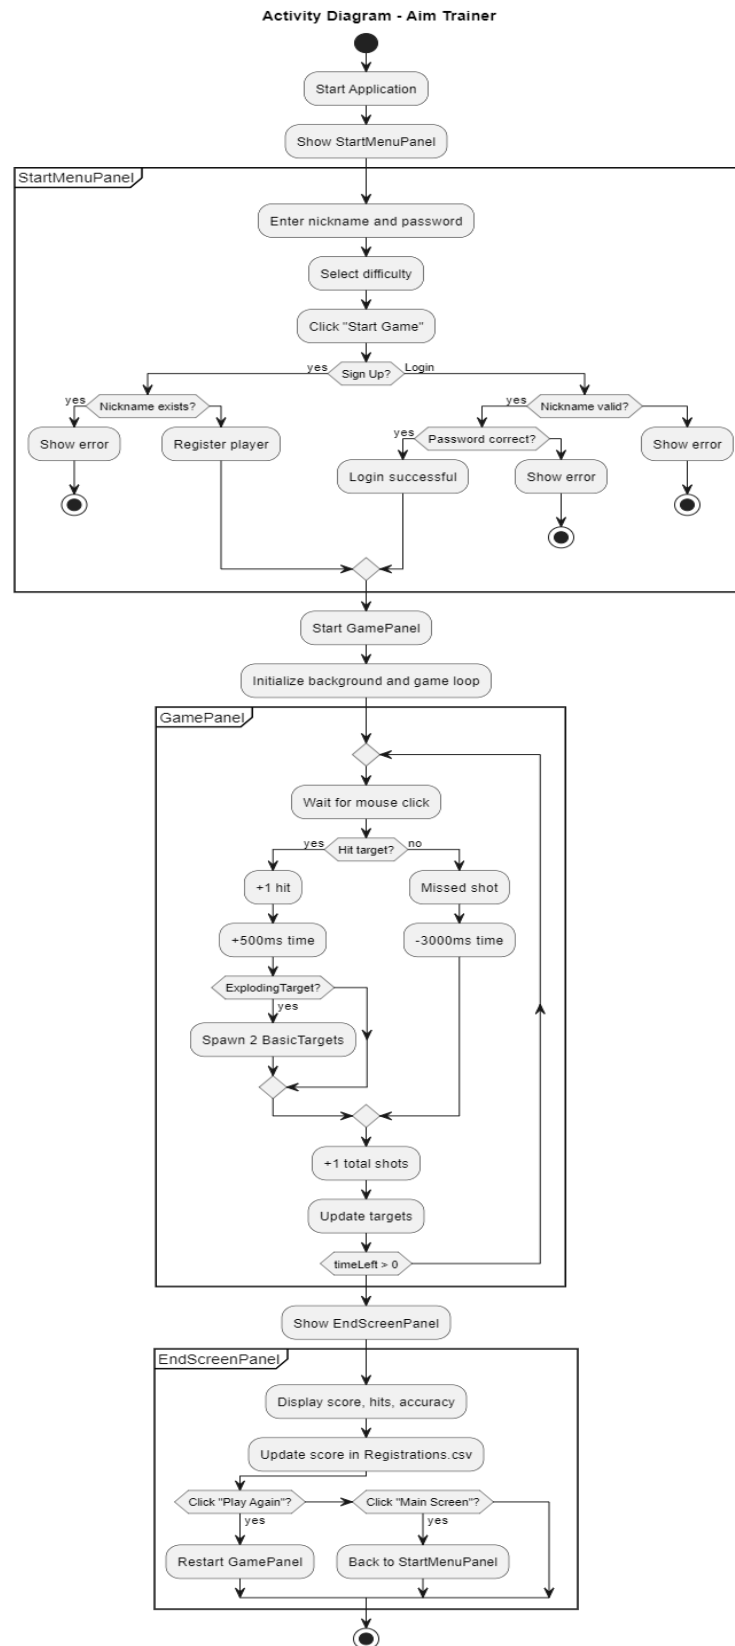 Activity Diagram - Aim Trainer
Start Application
Show StartMenuPanel
StartMenuPanel
Enter nickname and password
Select difficulty
Click "Start Game"
yes
Sign Up?
Login
yes
Nickname exists?
yes
Nickname valid?
Show error
Register player
yes
Password correct?
Show error
Login successful
Show error
Start GamePanel
Initialize background and game loop
GamePanel
Wait for mouse click
yes
Hit target?
no
+1 hit
Missed shot
+500ms time
-3000ms time
ExplodingTarget?
yes
Spawn 2 BasicTargets
+1 total shots
Update targets
timeLeft > 0
Show EndScreenPanel
EndScreenPanel
Display score, hits, accuracy
Update score in Registrations.csv
Click "Play Again"?
Click "Main Screen"?
yes
yes
Restart GamePanel
Back to StartMenuPanel